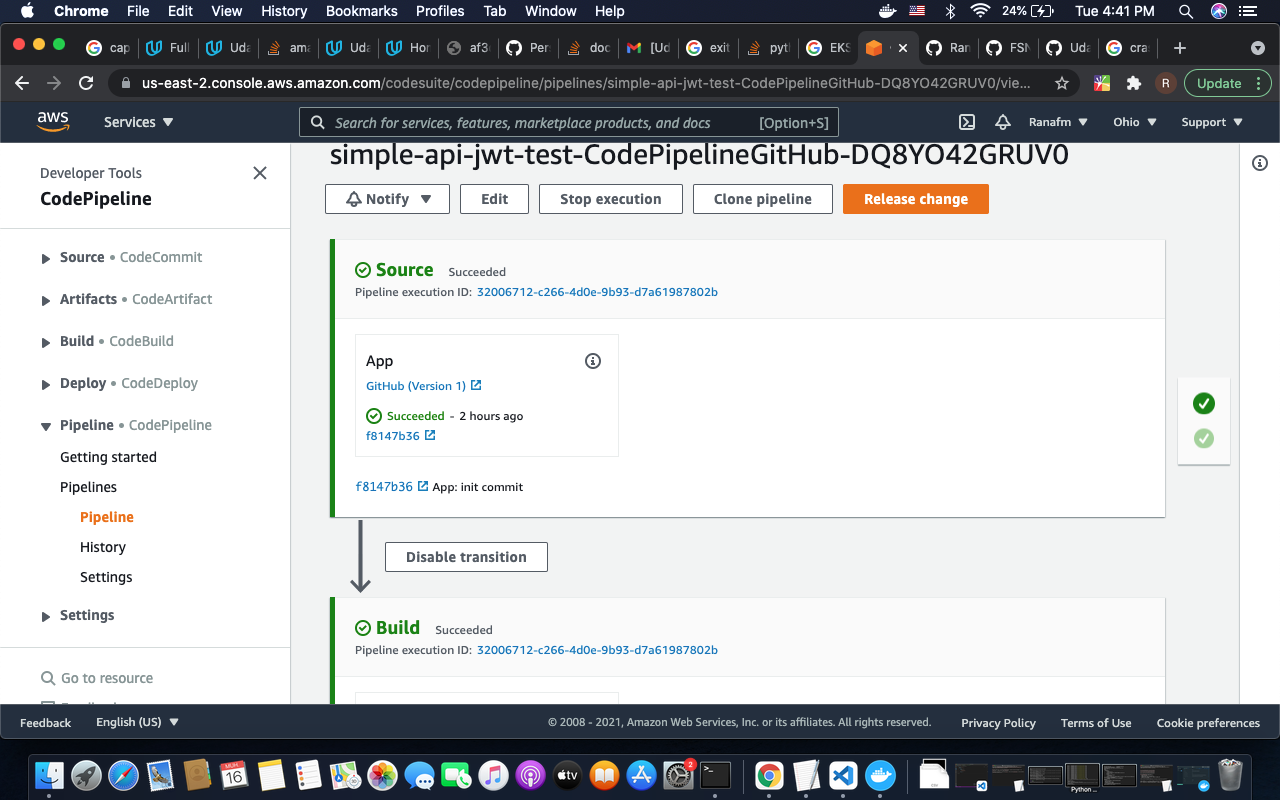 Chrome File Edit View History Bookmarks Profiles Tab Window Help 24% Tue 4:41 PM
cap Full Uda ama Uda Hor af3 Per doc [Ud exit pyt EKS Ran FSN Uda cra
us-east-2.console.aws.amazon.com/codesuite/codepipeline/pipelines/simple-api-jwt-test-CodePipelineGitHub-DQ8YO42GRUV0/vie... R Update
aws Services Search for services, features, marketplace products, and docs [Option+S] Ranafm Ohio Support
Developer Tools
CodePipeline
Source • CodeCommit
Artifacts • CodeArtifact
Build • CodeBuild
Deploy • CodeDeploy
Pipeline • CodePipeline
Getting started
Pipelines
Pipeline
History
Settings
Settings
Go to resource
simple-api-jwt-test-CodePipelineGitHub-DQ8YO42GRUV0
Notify Edit Stop execution Clone pipeline Release change
Source Succeeded
Pipeline execution ID: 32006712-c266-4d0e-9b93-d7a61987802b
App
GitHub (Version 1)
Succeeded - 2 hours ago
f8147b36
f8147b36 App: init commit
Disable transition
Build Succeeded
Pipeline execution ID: 32006712-c266-4d0e-9b93-d7a61987802b
Feedback English (US) © 2008 - 2021, Amazon Web Services, Inc. or its affiliates. All rights reserved. Privacy Policy Terms of Use Cookie preferences
16 tv 2
Python ...